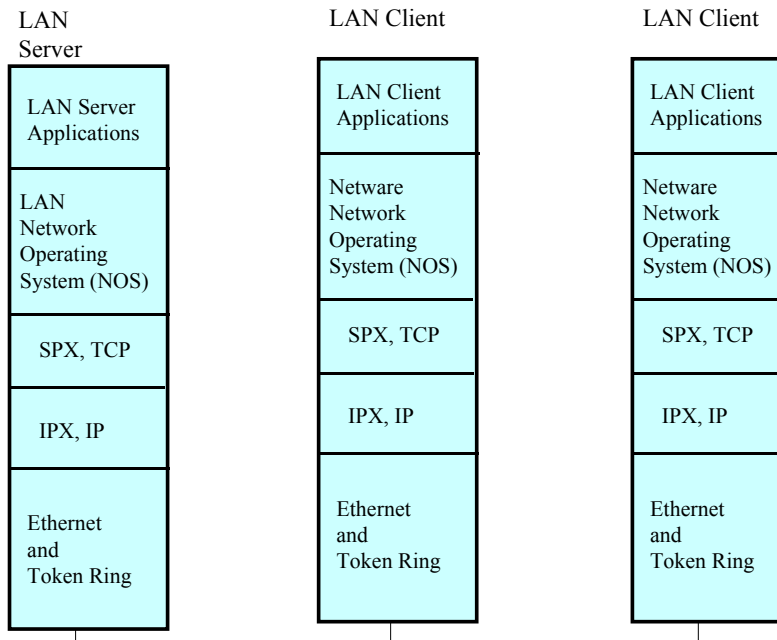 LAN
Server
LAN Server
Applications
LAN
Network
Operating
System (NOS)
SPX, TCP
IPX, IP
Ethernet
and
Token Ring
LAN Client
LAN Client
Applications
Netware
Network
Operating
System (NOS)
SPX, TCP
IPX, IP
Ethernet
and
Token Ring
LAN Client
LAN Client
Applications
Netware
Network
Operating
System (NOS)
SPX, TCP
IPX, IP
Ethernet
and
Token Ring